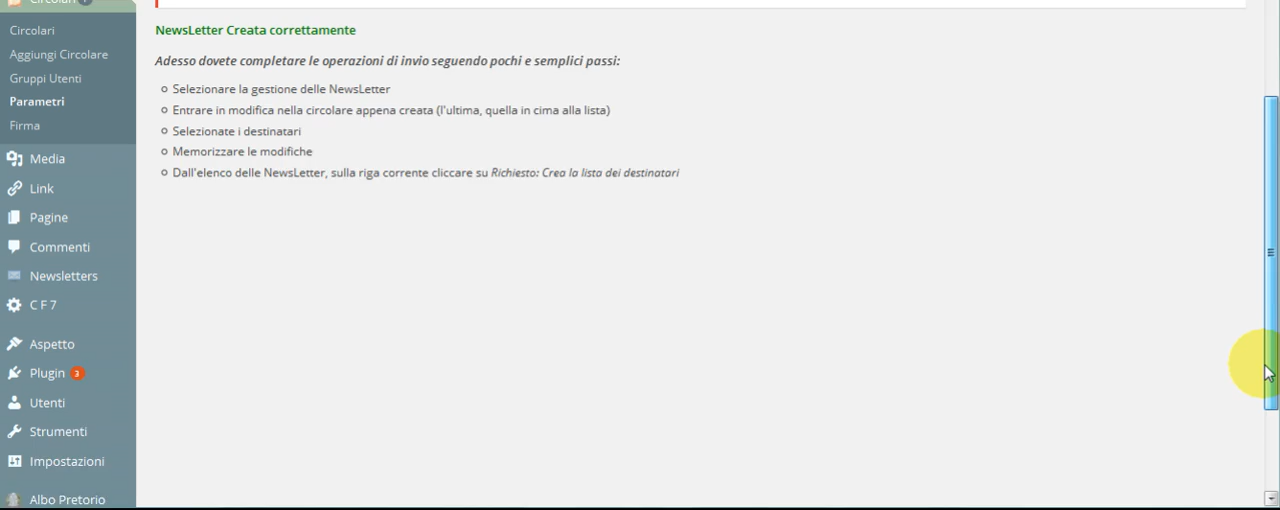 Circolari
Circolari
Aggiungi Circolare
Gruppi Utenti
Parametri
Firma
Media
Link
Pagine
Commenti
Newsletters
C F 7
Aspetto
Plugin 3
Utenti
Strumenti
Impostazioni
Albo Pretorio
NewsLetter Creata correttamente
Adesso dovete completare le operazioni di invio seguendo pochi e semplici passi:
Selezionare la gestione delle NewsLetter
Entrare in modifica nella circolare appena creata (l'ultima, quella in cima alla lista)
Selezionate i destinatari
Memorizzare le modifiche
Dall'elenco delle NewsLetter, sulla riga corrente cliccare su Richiesto: Crea la lista dei destinatari